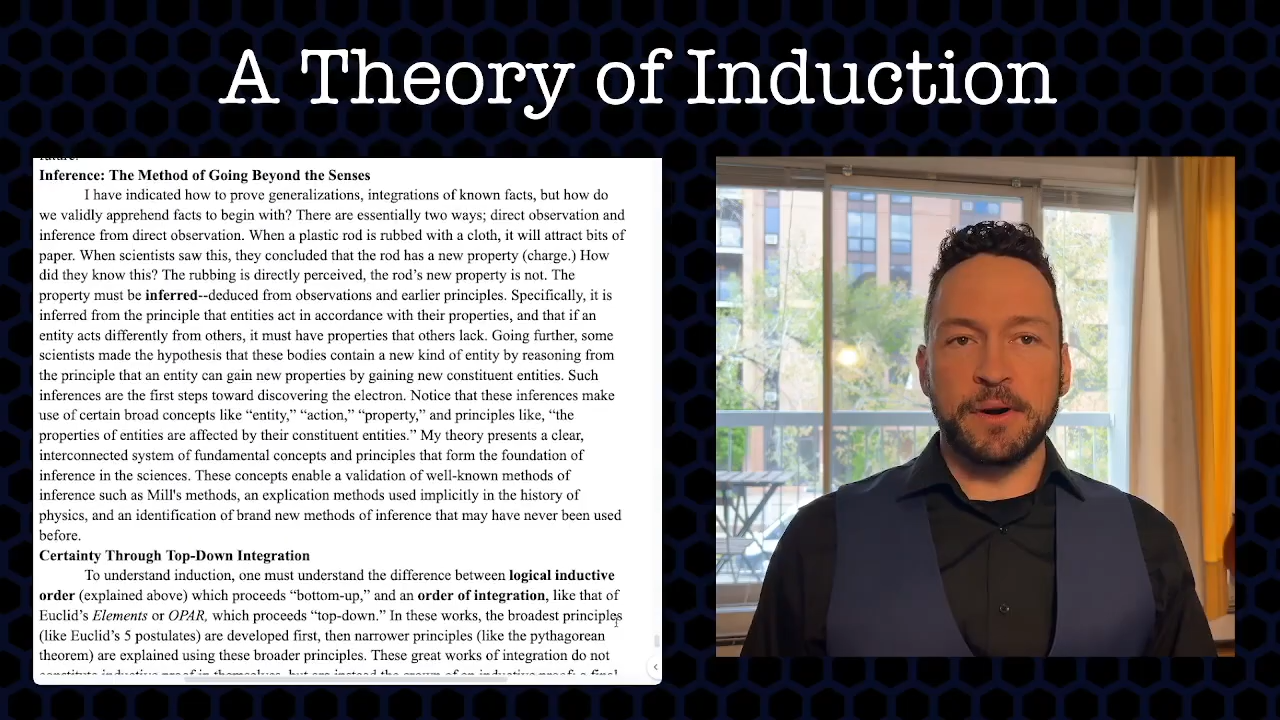 A Theory of Induction
future.
Inference: The Method of Going Beyond the Senses
I have indicated how to prove generalizations, integrations of known facts, but how do
we validly apprehend facts to begin with? There are essentially two ways; direct observation and
inference from direct observation. When a plastic rod is rubbed with a cloth, it will attract bits of
paper. When scientists saw this, they concluded that the rod has a new property (charge.) How
did they know this? The rubbing is directly perceived, the rod’s new property is not. The
property must be inferred--deduced from observations and earlier principles. Specifically, it is
inferred from the principle that entities act in accordance with their properties, and that if an
entity acts differently from others, it must have properties that others lack. Going further, some
scientists made the hypothesis that these bodies contain a new kind of entity by reasoning from
the principle that an entity can gain new properties by gaining new constituent entities. Such
inferences are the first steps toward discovering the electron. Notice that these inferences make
use of certain broad concepts like “entity,” “action,” “property,” and principles like, “the
properties of entities are affected by their constituent entities.” My theory presents a clear,
interconnected system of fundamental concepts and principles that form the foundation of
inference in the sciences. These concepts enable a validation of well-known methods of
inference such as Mill's methods, an explication methods used implicitly in the history of
physics, and an identification of brand new methods of inference that may have never been used
before.
Certainty Through Top-Down Integration
To understand induction, one must understand the difference between logical inductive
order (explained above) which proceeds “bottom-up,” and an order of integration, like that of
Euclid’s Elements or OPAR, which proceeds “top-down.” In these works, the broadest principles
(like Euclid’s 5 postulates) are developed first, then narrower principles (like the pythagorean
theorem) are explained using these broader principles. These great works of integration do not
constitute inductive proof in themselves, but are instead the crown of an inductive proof: a final